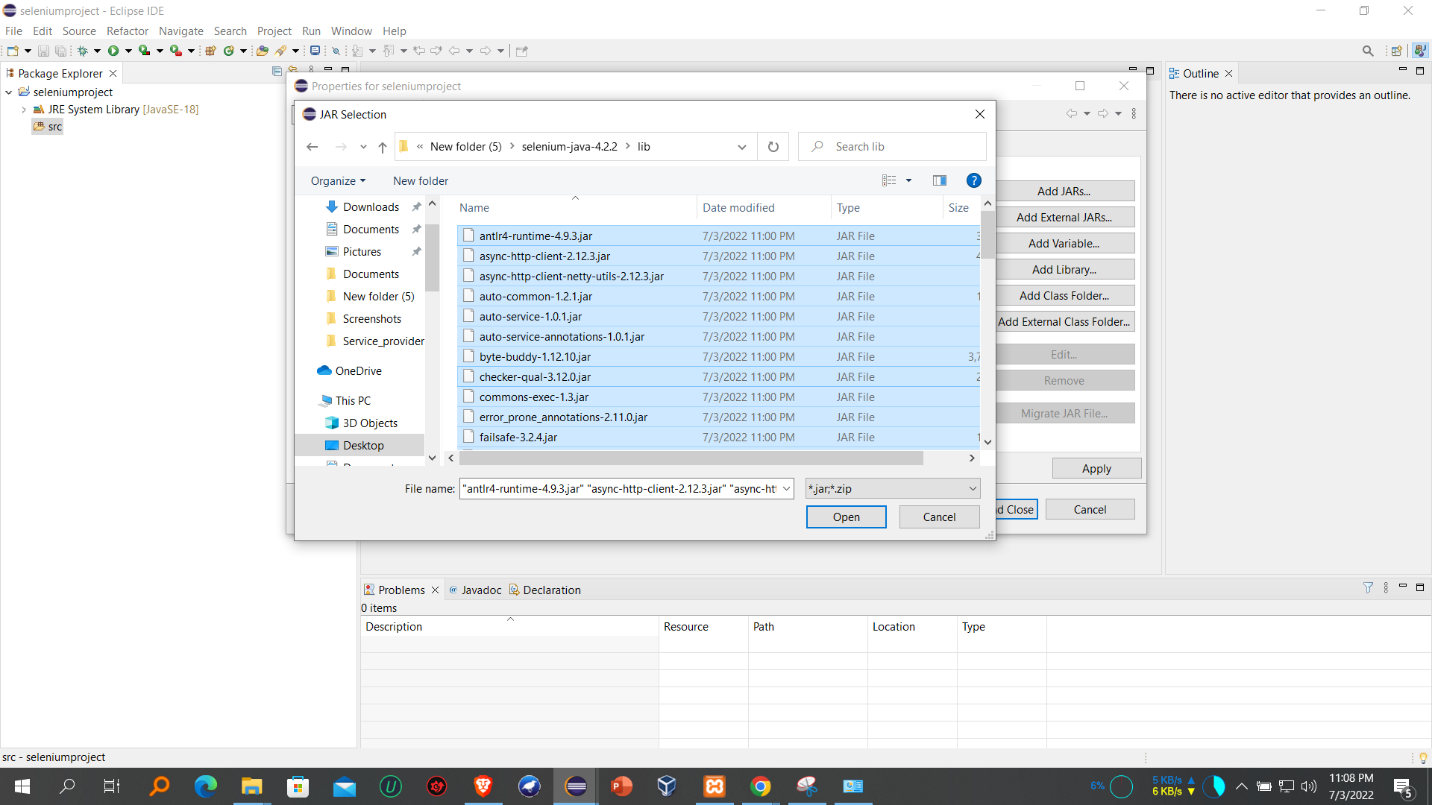 seleniumproject - Eclipse IDE
File Edit Source Refactor Navigate Search Project Run Window Help
Package Explorer
seleniumproject
JRE System Library [JavaSE-18]
src
Properties for seleniumproject
JAR Selection
« New folder (5) > selenium-java-4.2.2 > lib
Search lib
Organize New folder
Downloads
Documents
Pictures
Documents
New folder (5)
Screenshots
Service_provider
OneDrive
This PC
3D Objects
Desktop
Name Date modified Type Size
antlr4-runtime-4.9.3.jar 7/3/2022 11:00 PM JAR File
async-http-client-2.12.3.jar 7/3/2022 11:00 PM JAR File
async-http-client-netty-utils-2.12.3.jar 7/3/2022 11:00 PM JAR File
auto-common-1.2.1.jar 7/3/2022 11:00 PM JAR File 1
auto-service-1.0.1.jar 7/3/2022 11:00 PM JAR File
auto-service-annotations-1.0.1.jar 7/3/2022 11:00 PM JAR File
byte-buddy-1.12.10.jar 7/3/2022 11:00 PM JAR File 3,7
checker-qual-3.12.0.jar 7/3/2022 11:00 PM JAR File 2
commons-exec-1.3.jar 7/3/2022 11:00 PM JAR File
error_prone_annotations-2.11.0.jar 7/3/2022 11:00 PM JAR File
failsafe-3.2.4.jar 7/3/2022 11:00 PM JAR File 1
File name: "antlr4-runtime-4.9.3.jar" "async-http-client-2.12.3.jar" "async-htt
*.jar;*.zip
Open Cancel
Add JARs...
Add External JARs...
Add Variable...
Add Library...
Add Class Folder...
Add External Class Folder...
Edit...
Remove
Migrate JAR File...
Apply
d Close Cancel
Outline
There is no active editor that provides an outline.
Problems Javadoc Declaration
0 items
Description Resource Path Location Type
src - seleniumproject
6%
5 KB/s
6 KB/s
11:08 PM
7/3/2022
5